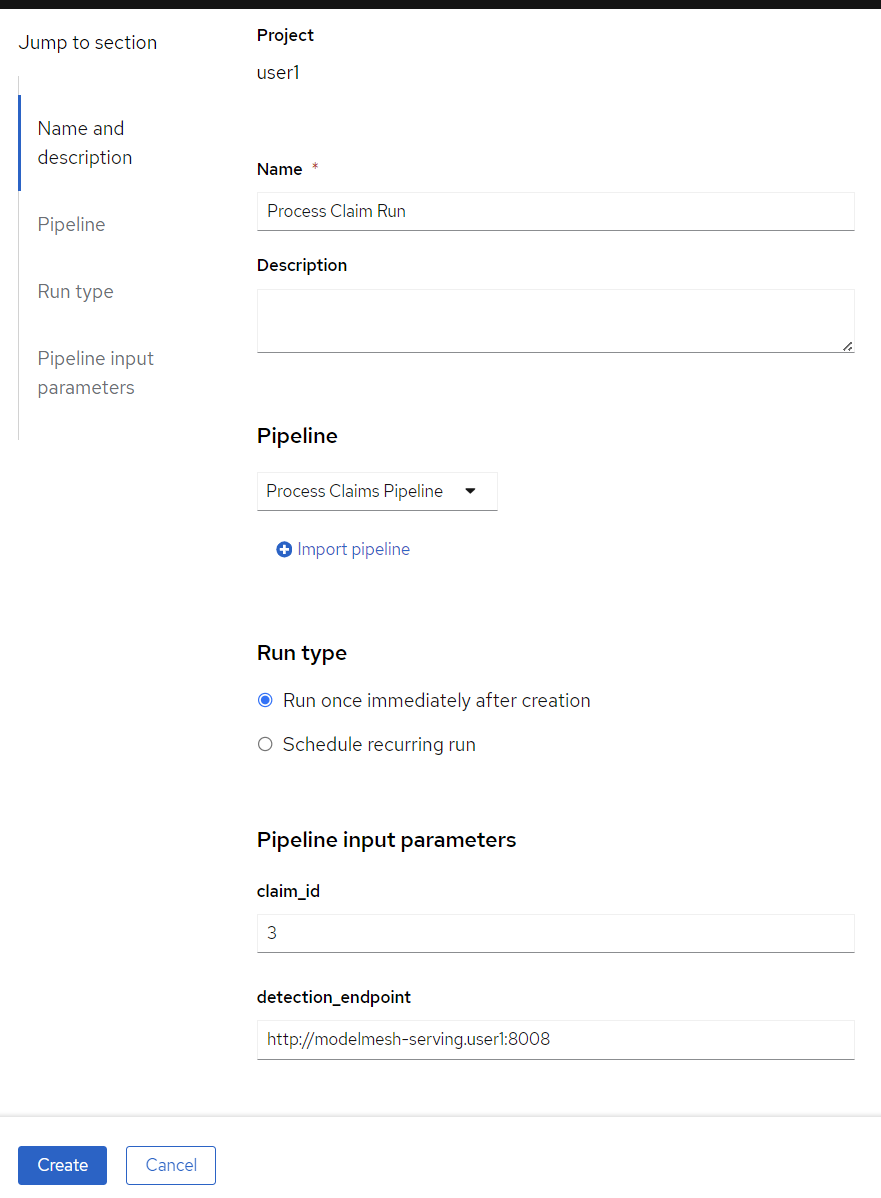 Jump to section
Name and
description
Pipeline
Run type
Pipeline input
parameters
Project
user1
Name *
Process Claim Run
Description
Pipeline
Process Claims Pipeline
Import pipeline
Run type
Run once immediately after creation
Schedule recurring run
Pipeline input parameters
claim_id
3
detection_endpoint
http://modelmesh-serving.user1:8008
Create
Cancel